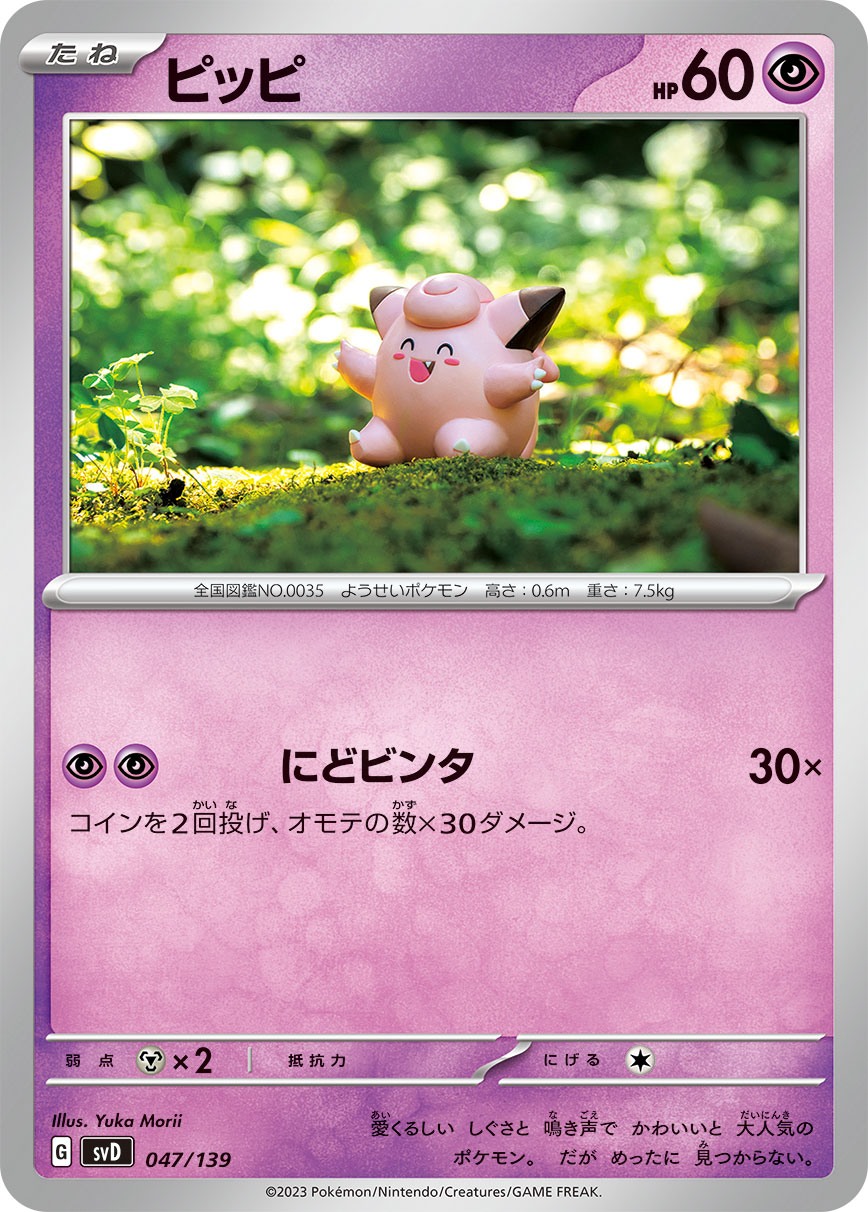 たね ピッピ HP60
全国図鑑NO.0035 ようせいポケモン 高さ：0.6m 重さ：7.5kg
にどビンタ 30×
コインを2回投げ、オモテの数×30ダメージ。
弱点 ×2 抵抗力 にげる
Illus. Yuka Morii
愛くるしい しぐさと 鳴き声で かわいいと 大人気の
ポケモン。 だが めったに 見つからない。
G svD 047/139
©2023 Pokémon/Nintendo/Creatures/GAME FREAK.